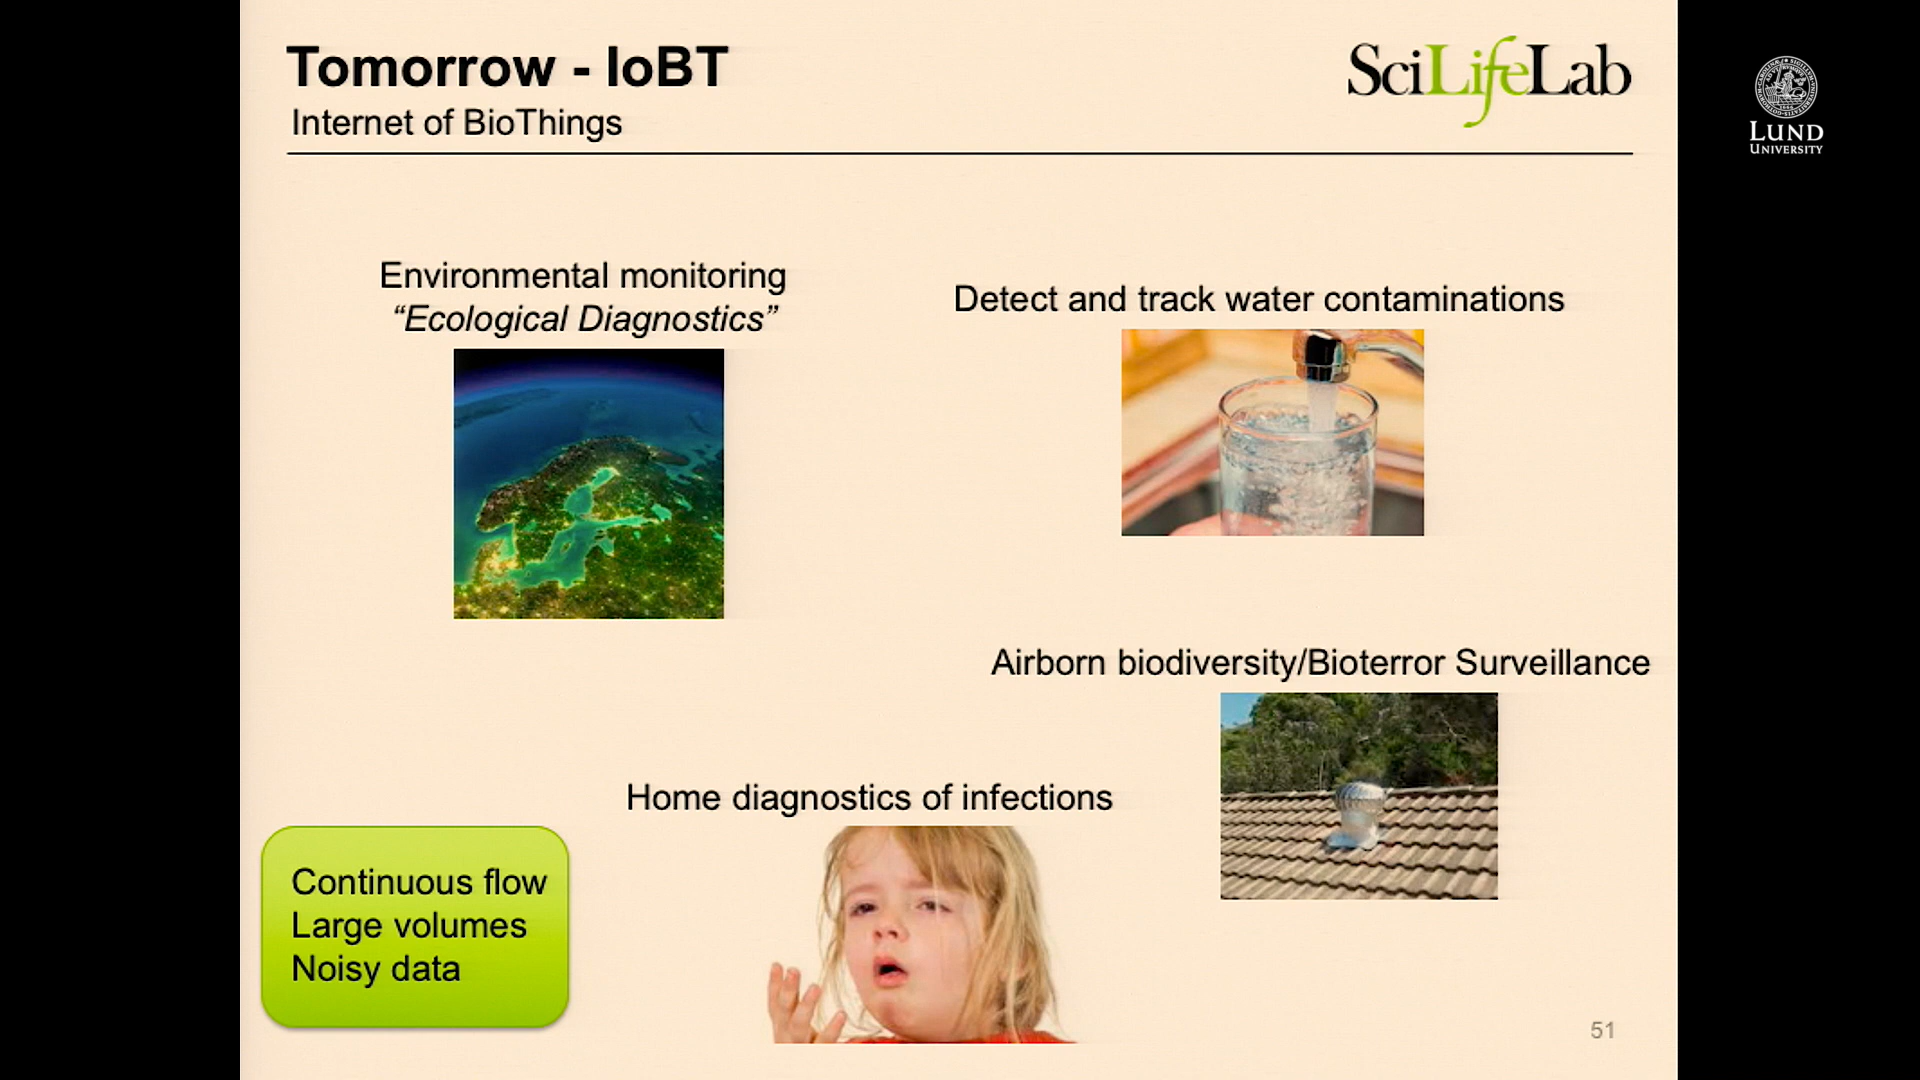 Tomorrow - IoBT
Internet of BioThings
SciLifeLab
LUND
UNIVERSITY
Environmental monitoring
“Ecological Diagnostics”
Detect and track water contaminations
Airborn biodiversity/Bioterror Surveillance
Home diagnostics of infections
Continuous flow
Large volumes
Noisy data
51